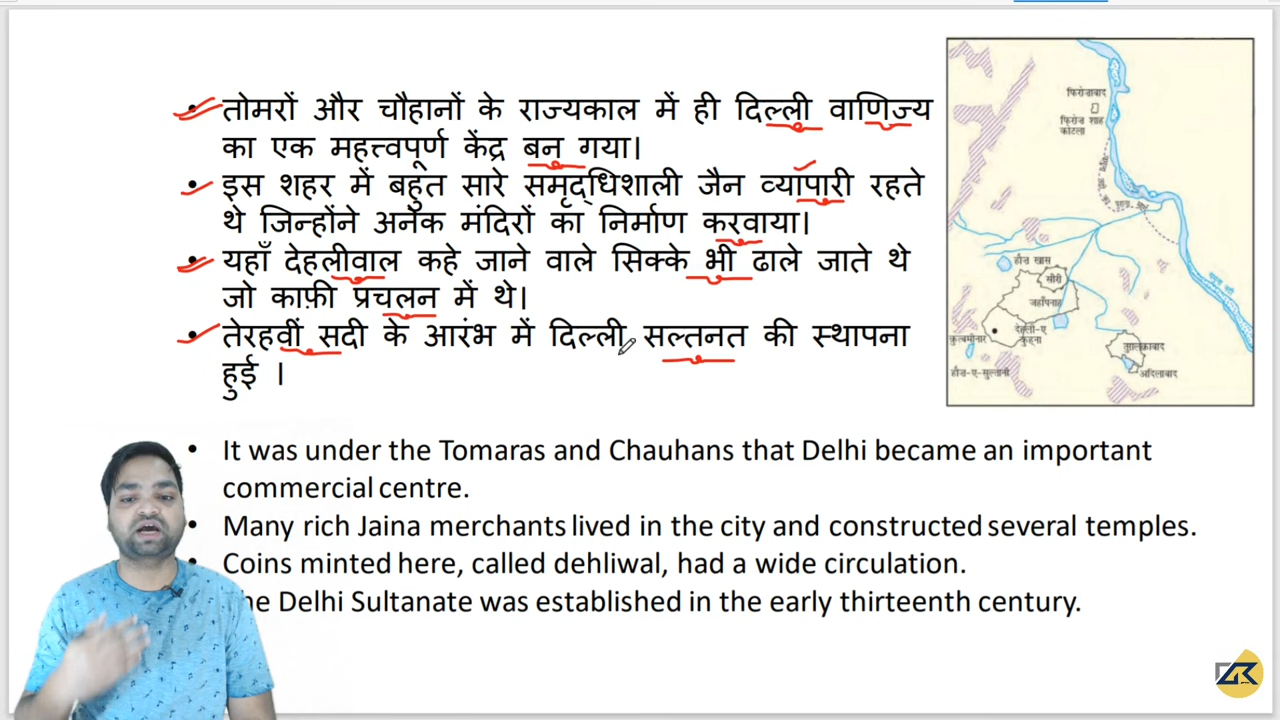 • तोमरों और चौहानों के राज्यकाल में ही दिल्ली वाणिज्य
का एक महत्त्वपूर्ण केंद्र बन गया।
• इस शहर में बहुत सारे समृद्धिशाली जैन व्यापारी रहते
थे जिन्होंने अनेक मंदिरों का निर्माण करवाया।
• यहाँ देहलीवाल कहे जाने वाले सिक्के भी ढाले जाते थे
जो काफ़ी प्रचलन में थे।
• तेरहवीं सदी के आरंभ में दिल्ली सल्तनत की स्थापना
हुई ।
फ़िरोज़ाबाद
फ़िरोज़ शाह
कोटला
हौज़ ख़ास
सीरी
जहाँपनाह
देहली-ए
कुह्ना
कुत्बमीनार
तुग़लक़ाबाद
हौज़-ए-सुल्तानी
आदिलाबाद
• It was under the Tomaras and Chauhans that Delhi became an important
commercial centre.
• Many rich Jaina merchants lived in the city and constructed several temples.
• Coins minted here, called dehliwal, had a wide circulation.
he Delhi Sultanate was established in the early thirteenth century.